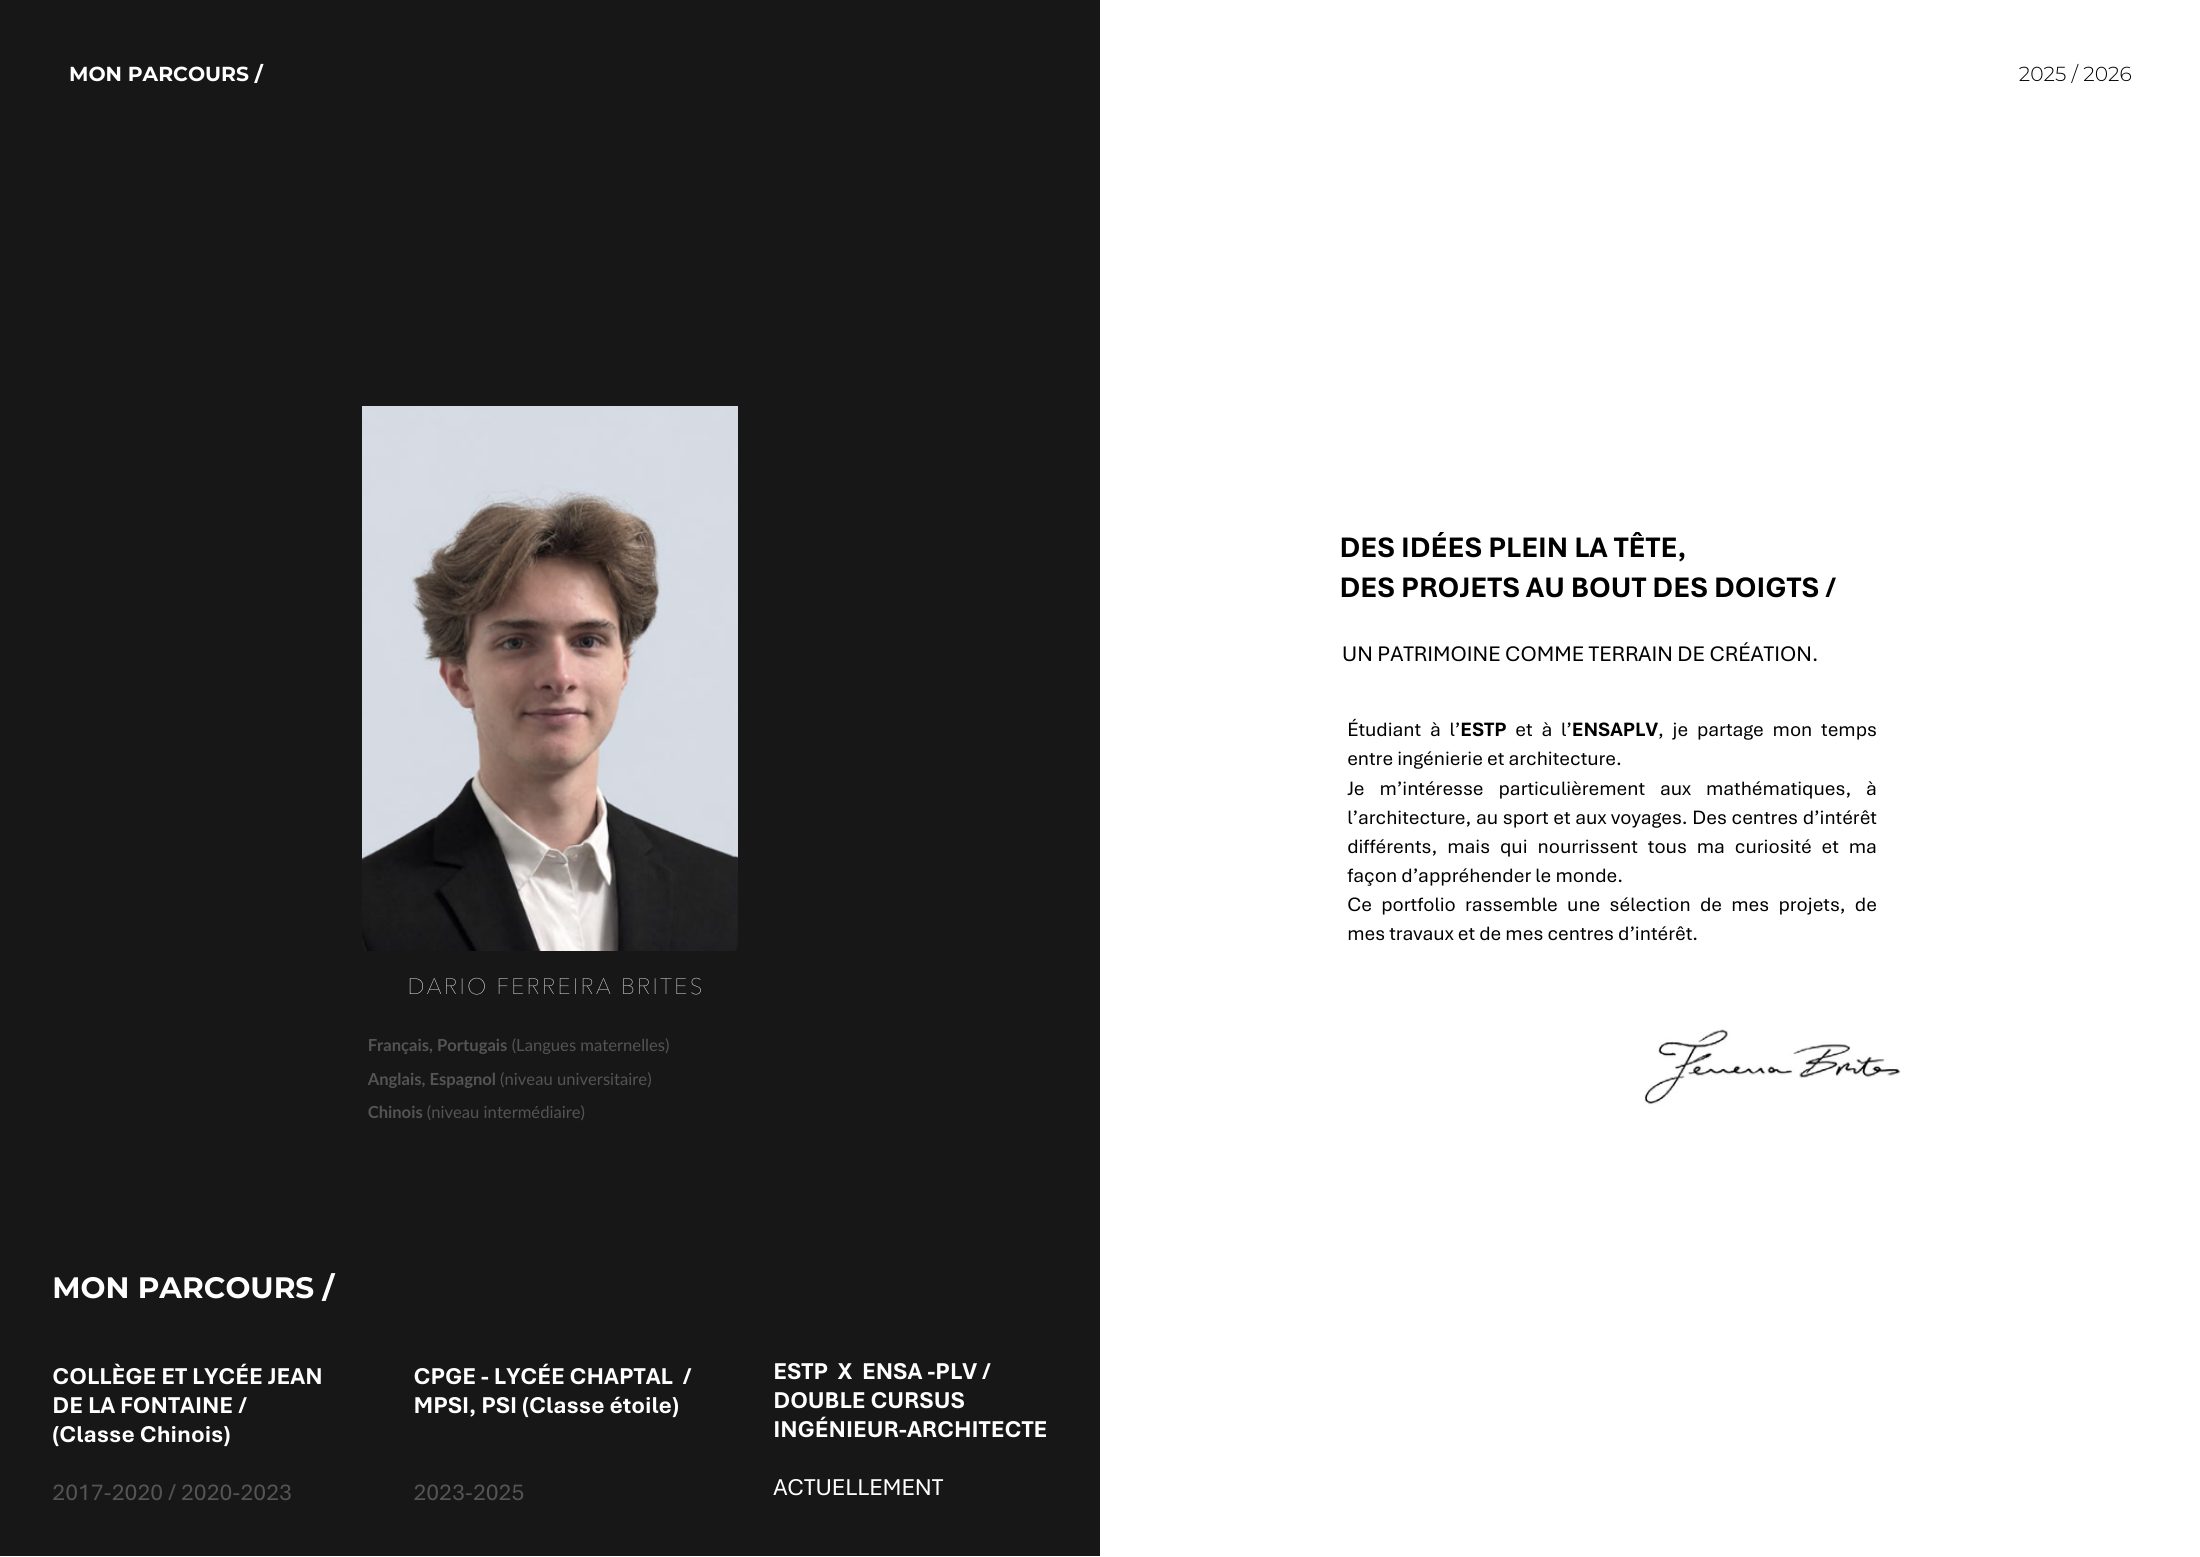 MON PARCOURS /
DARIO FERREIRA BRITES
Français, Portugais (Langues maternelles)
Anglais, Espagnol (niveau universitaire)
Chinois (niveau intermédiaire)
MON PARCOURS /
COLLÈGE ET LYCÉE JEAN
DE LA FONTAINE /
(Classe Chinois)
2017-2020 / 2020-2023
CPGE - LYCÉE CHAPTAL /
MPSI, PSI (Classe étoile)
2023-2025
ESTP X ENSA -PLV /
DOUBLE CURSUS
INGÉNIEUR-ARCHITECTE
ACTUELLEMENT
2025 / 2026
DES IDÉES PLEIN LA TÊTE,
DES PROJETS AU BOUT DES DOIGTS /
UN PATRIMOINE COMME TERRAIN DE CRÉATION.
Étudiant à l’ESTP et à l’ENSAPLV, je partage mon temps
entre ingénierie et architecture.
Je m’intéresse particulièrement aux mathématiques, à
l’architecture, au sport et aux voyages. Des centres d’intérêt
différents, mais qui nourrissent tous ma curiosité et ma
façon d’appréhender le monde.
Ce portfolio rassemble une sélection de mes projets, de
mes travaux et de mes centres d’intérêt.
Ferreira Brites